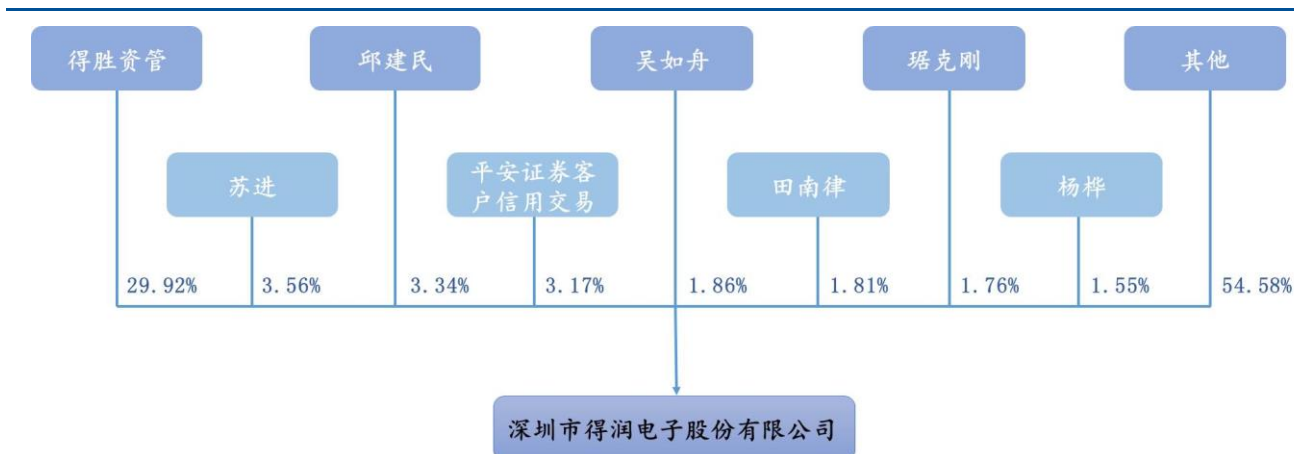 得胜资管
邱建民
吴如舟
琚克刚
其他
苏进
平安证券客
户信用交易
田南律
杨桦
29.92%
3.56%
3.34%
3.17%
1.86%
1.81%
1.76%
1.55%
54.58%
深圳市得润电子股份有限公司